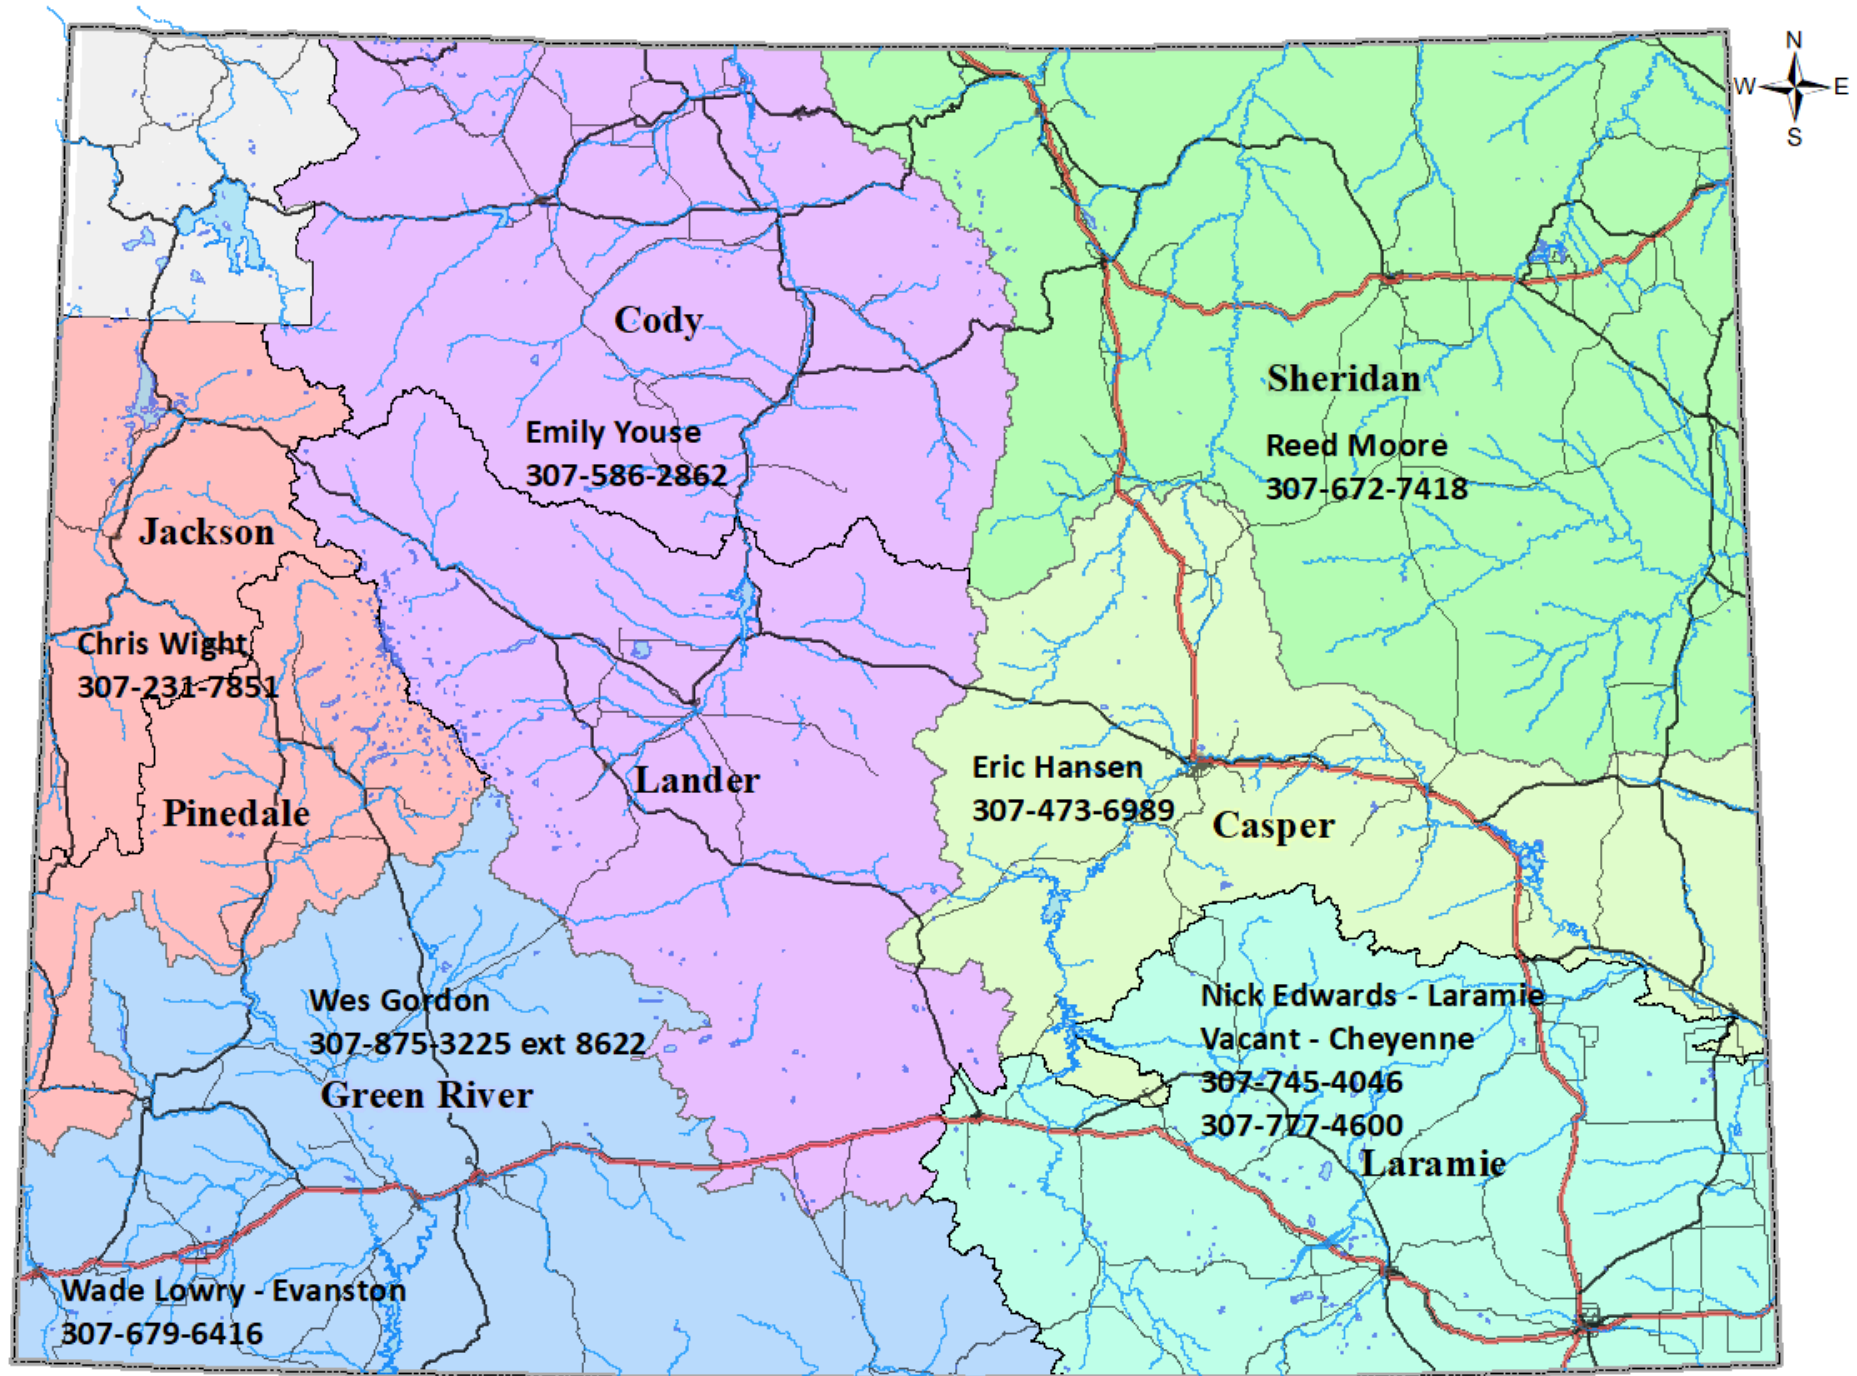 N
W E
S
Cody
Sheridan
Emily Youse
307-586-2862
Reed Moore
307-672-7418
Jackson
Chris Wight
307-231-7851
Pinedale
Lander
Eric Hansen
307-473-6989
Casper
Wes Gordon
307-875-3225 ext 8622
Green River
Nick Edwards - Laramie
Vacant - Cheyenne
307-745-4046
307-777-4600
Laramie
Wade Lowry - Evanston
307-679-6416